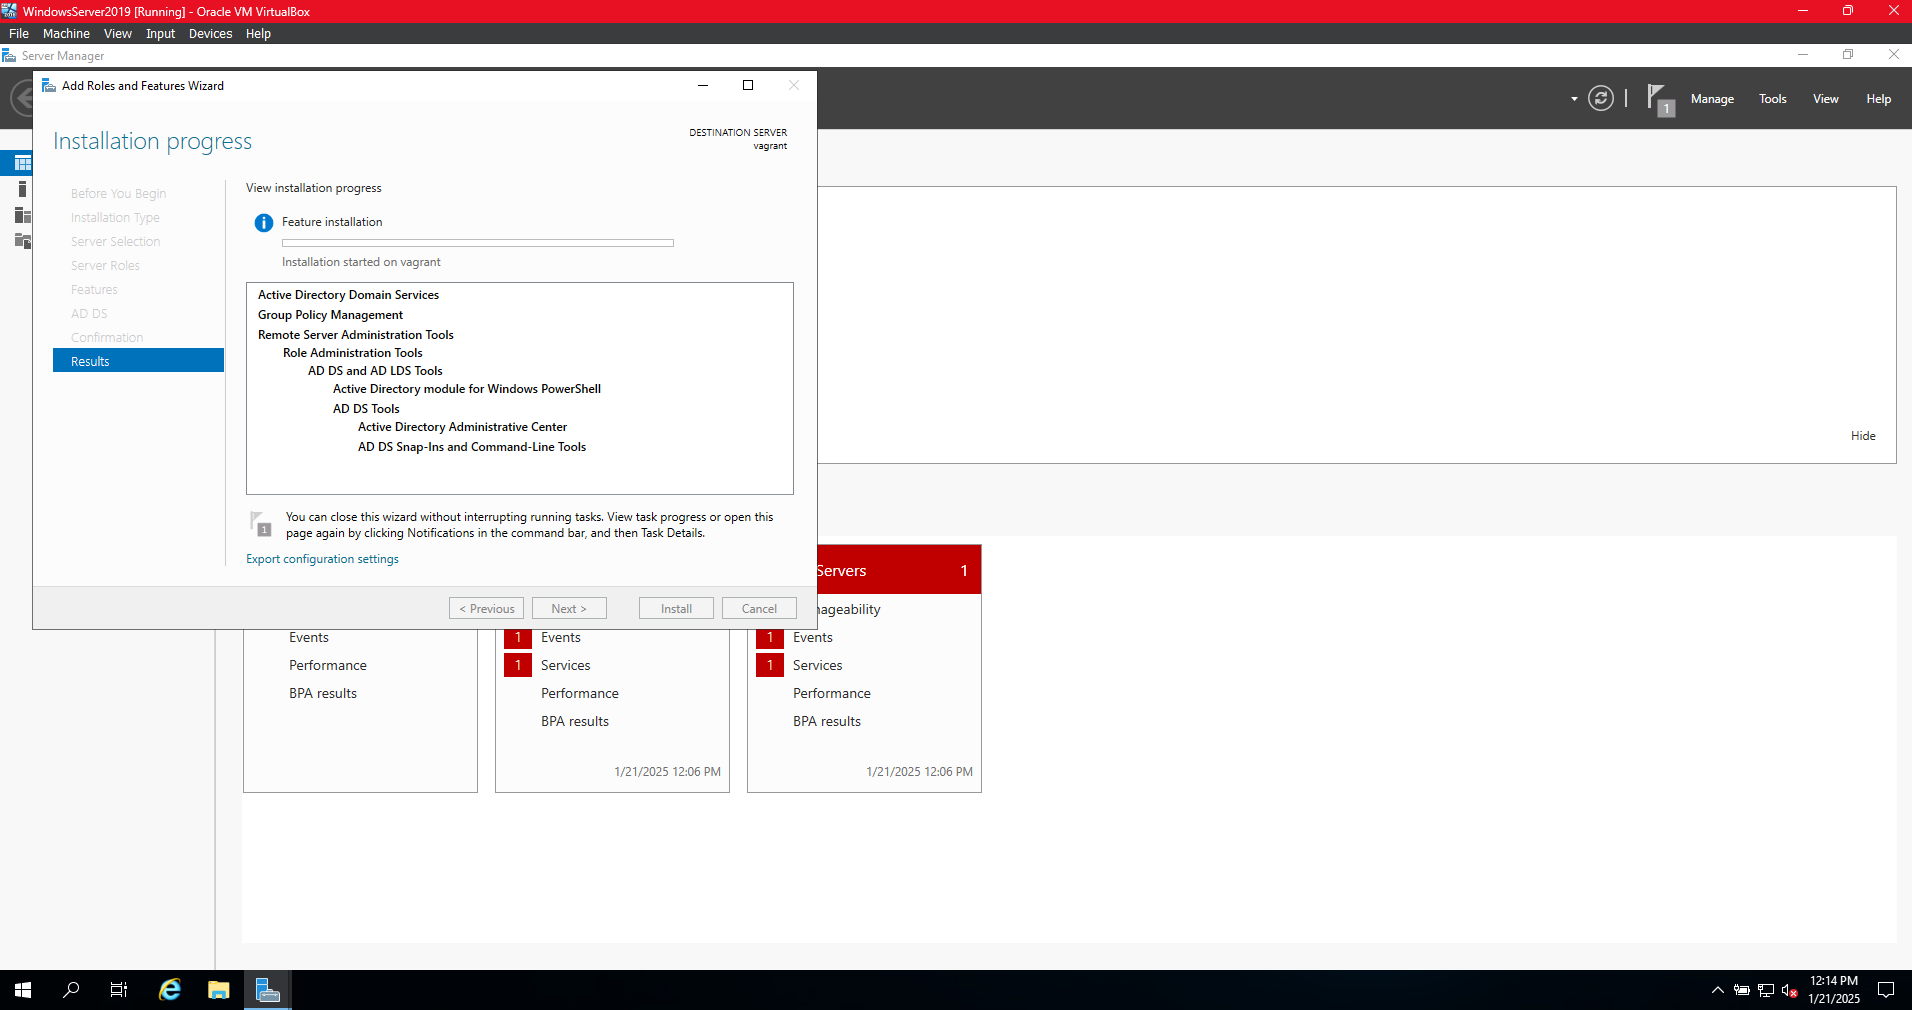 WindowsServer2019 [Running] - Oracle VM VirtualBox
File Machine View Input Devices Help
Server Manager
Add Roles and Features Wizard
1 Manage Tools View Help
Installation progress
DESTINATION SERVER
vagrant
Before You Begin
Installation Type
Server Selection
Server Roles
Features
AD DS
Confirmation
Results
View installation progress
Feature installation
Installation started on vagrant
Active Directory Domain Services
Group Policy Management
Remote Server Administration Tools
Role Administration Tools
AD DS and AD LDS Tools
Active Directory module for Windows PowerShell
AD DS Tools
Active Directory Administrative Center
AD DS Snap-Ins and Command-Line Tools
1
You can close this wizard without interrupting running tasks. View task progress or open this
page again by clicking Notifications in the command bar, and then Task Details.
Export configuration settings
< Previous Next > Install Cancel
Hide
Servers 1
nageability
Events
Performance
BPA results
1 Events
1 Services
Performance
BPA results
1/21/2025 12:06 PM
1 Events
1 Services
Performance
BPA results
1/21/2025 12:06 PM
12:14 PM
1/21/2025